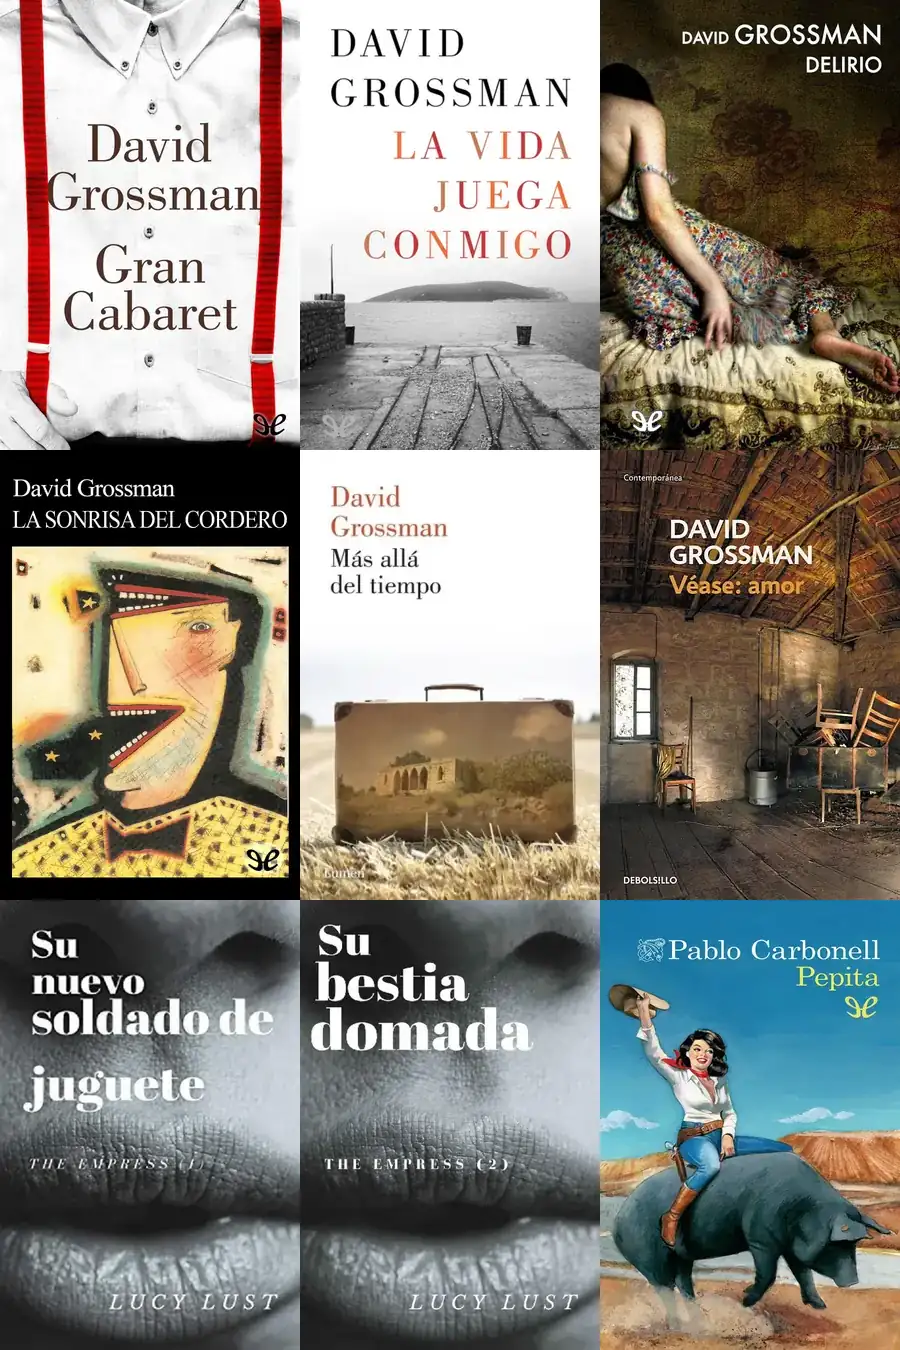 David
Grossman
Gran
Cabaret
DAVID
GROSSMAN
LA VIDA
JUEGA
CONMIGO
DAVID GROSSMAN
DELIRIO
David Grossman
LA SONRISA DEL CORDERO
David
Grossman
Más allá
del tiempo
Lumen
Contemporánea
DAVID
GROSSMAN
Véase: amor
DEBOLS!LLO
Su
nuevo
soldado de
juguete
THE EMPRESS (1)
LUCY LUST
Su
bestia
domada
THE EMPRESS (2)
LUCY LUST
Pablo Carbonell
Pepita